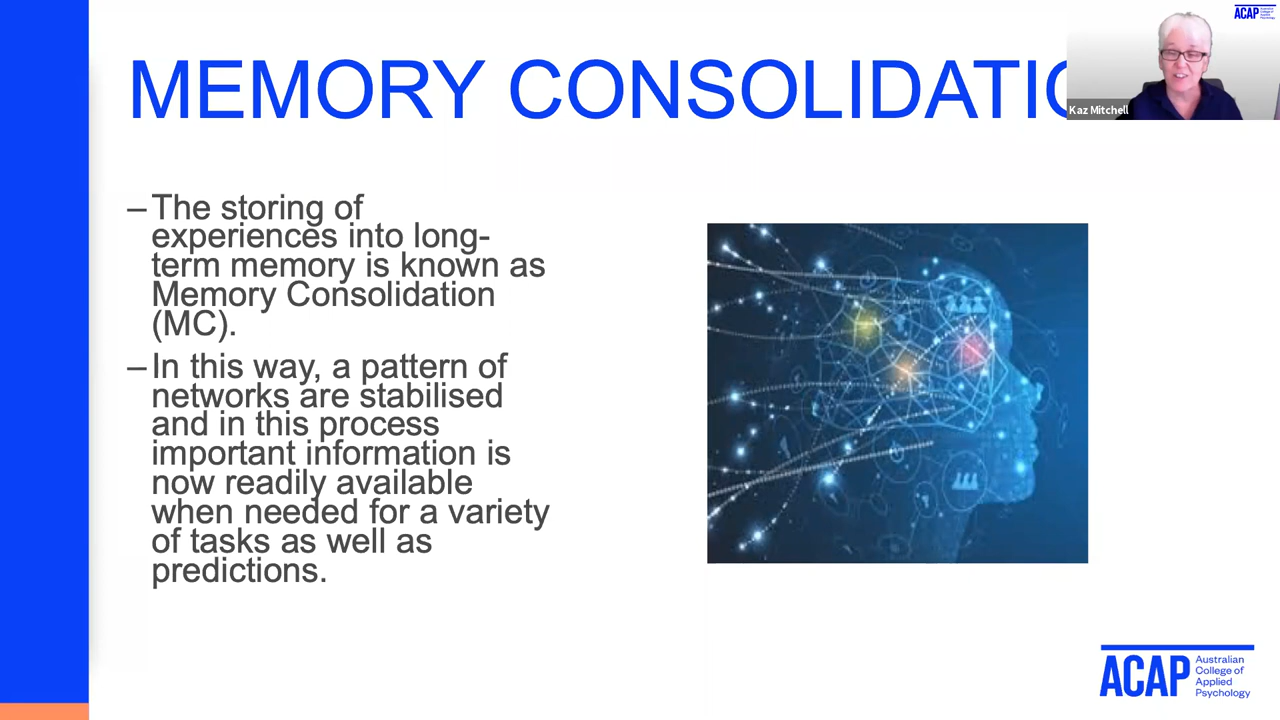 MEMORY CONSOLIDATIO
Kaz Mitchell
ACAP
– The storing of
experiences into long-
term memory is known as
Memory Consolidation
(MC).
– In this way, a pattern of
networks are stabilised
and in this process
important information is
now readily available
when needed for a variety
of tasks as well as
predictions.
ACAP
Australian
College of
Applied
Psychology